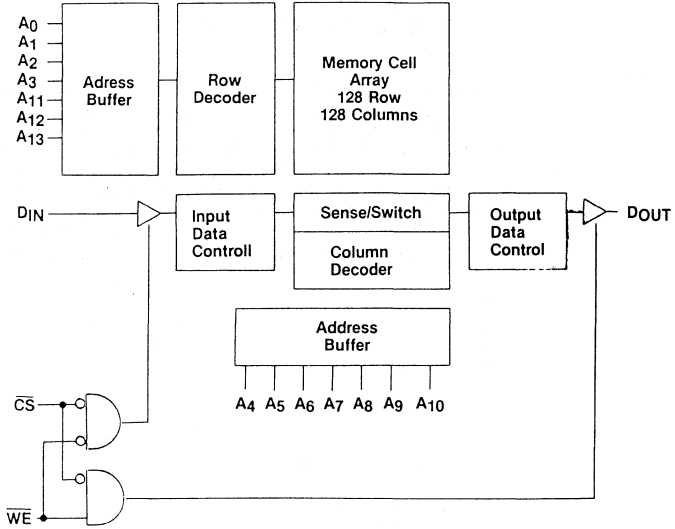 A0
A1
A2
A3
A11
A12
A13
Adress
Buffer
Row
Decoder
Memory Cell
Array
128 Row
128 Columns
DIN
Input
Data
Controll
Sense/Switch
Column
Decoder
Output
Data
Control
DOUT
Address
Buffer
A4 A5 A6 A7 A8 A9 A10
C̅S̅
W̅E̅